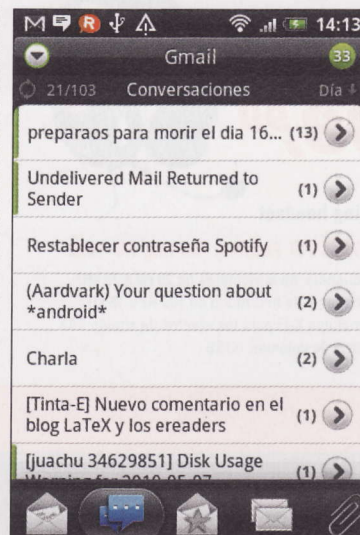 14:13
Gmail
33
21/103 Conversaciones Día
preparaos para morir el dia 16... (13)
Undelivered Mail Returned to
Sender
(1)
Restablecer contraseña Spotify (1)
(Aardvark) Your question about
*android*
(2)
Charla (2)
[Tinta-E] Nuevo comentario en el
blog LaTeX y los ereaders
(1)
[juachu 34629851] Disk Usage
(1)